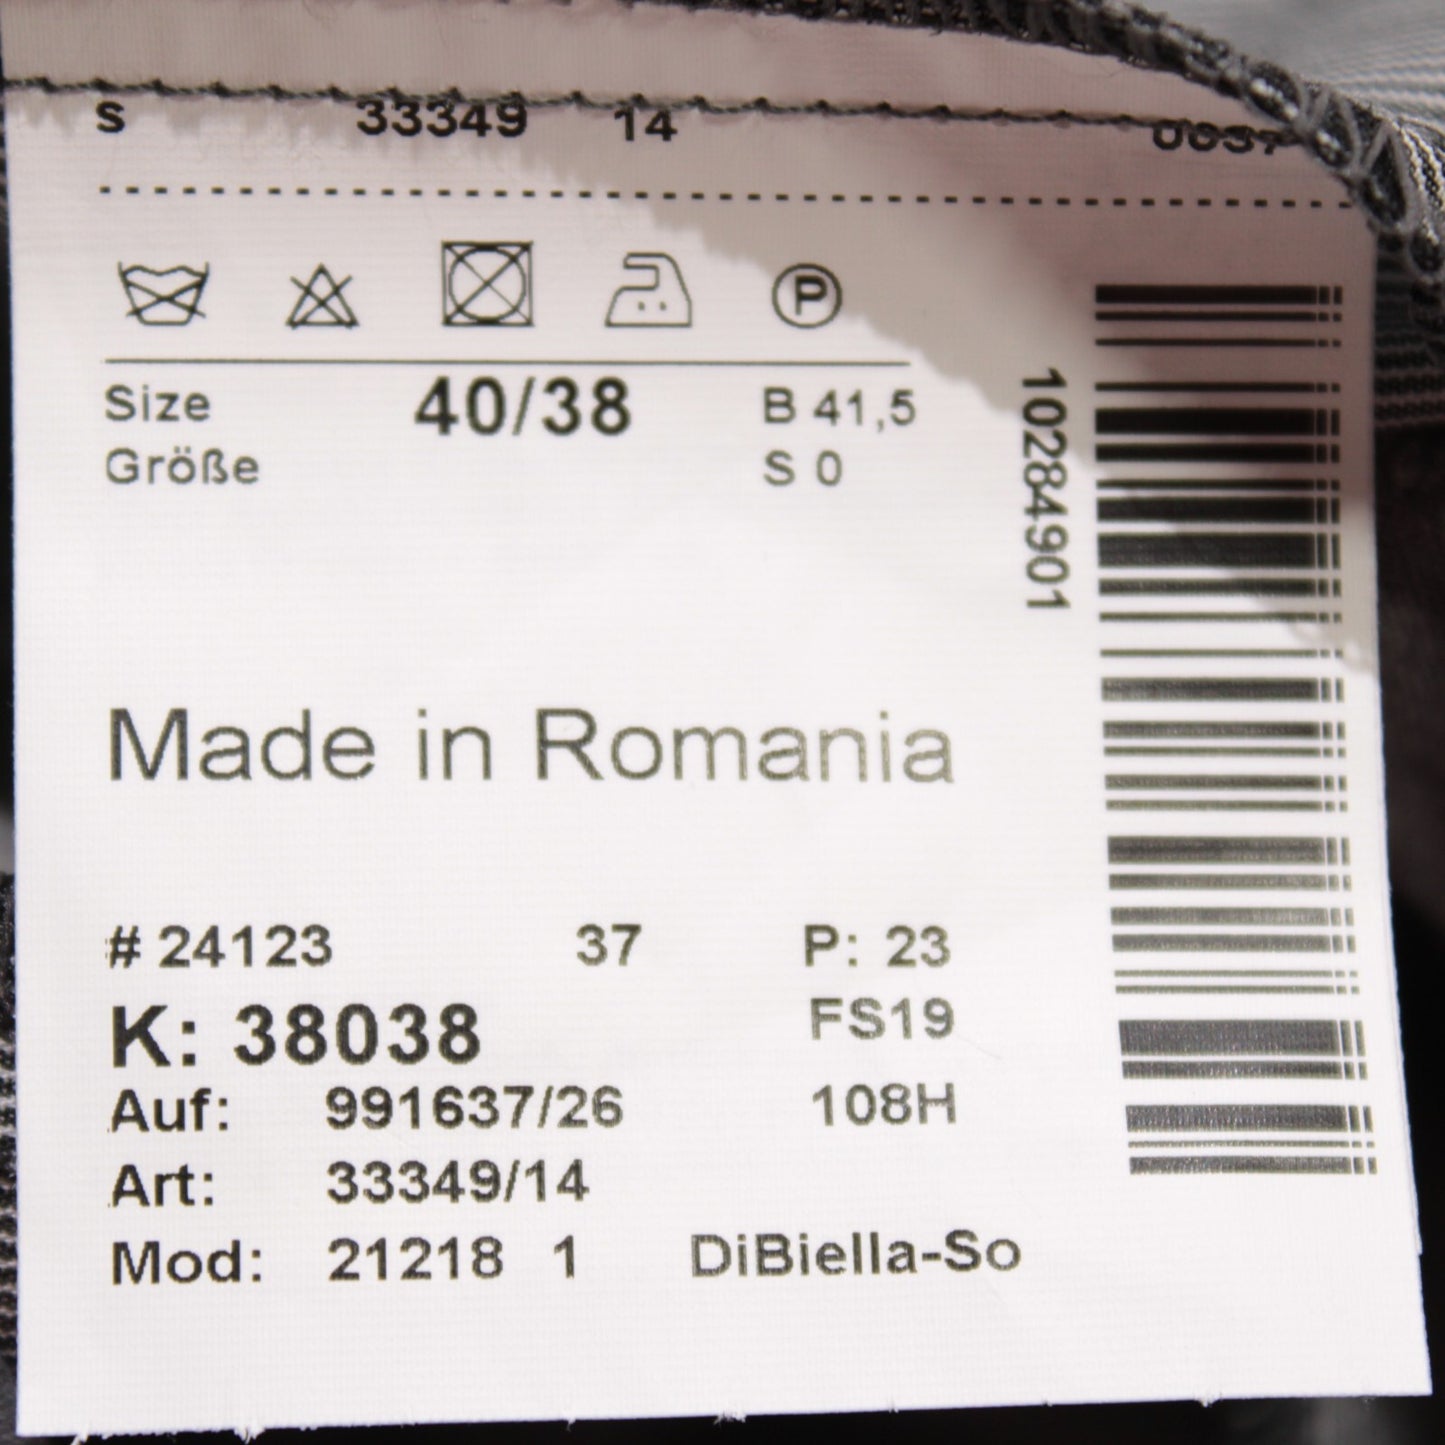 S 33349 14 0037
P
Size 40/38 B 41,5
Größe S 0
10284901
Made in Romania
# 24123 37 P: 23
K: 38038 FS19
Auf: 991637/26 108H
Art: 33349/14
Mod: 21218 1 DiBiella-So